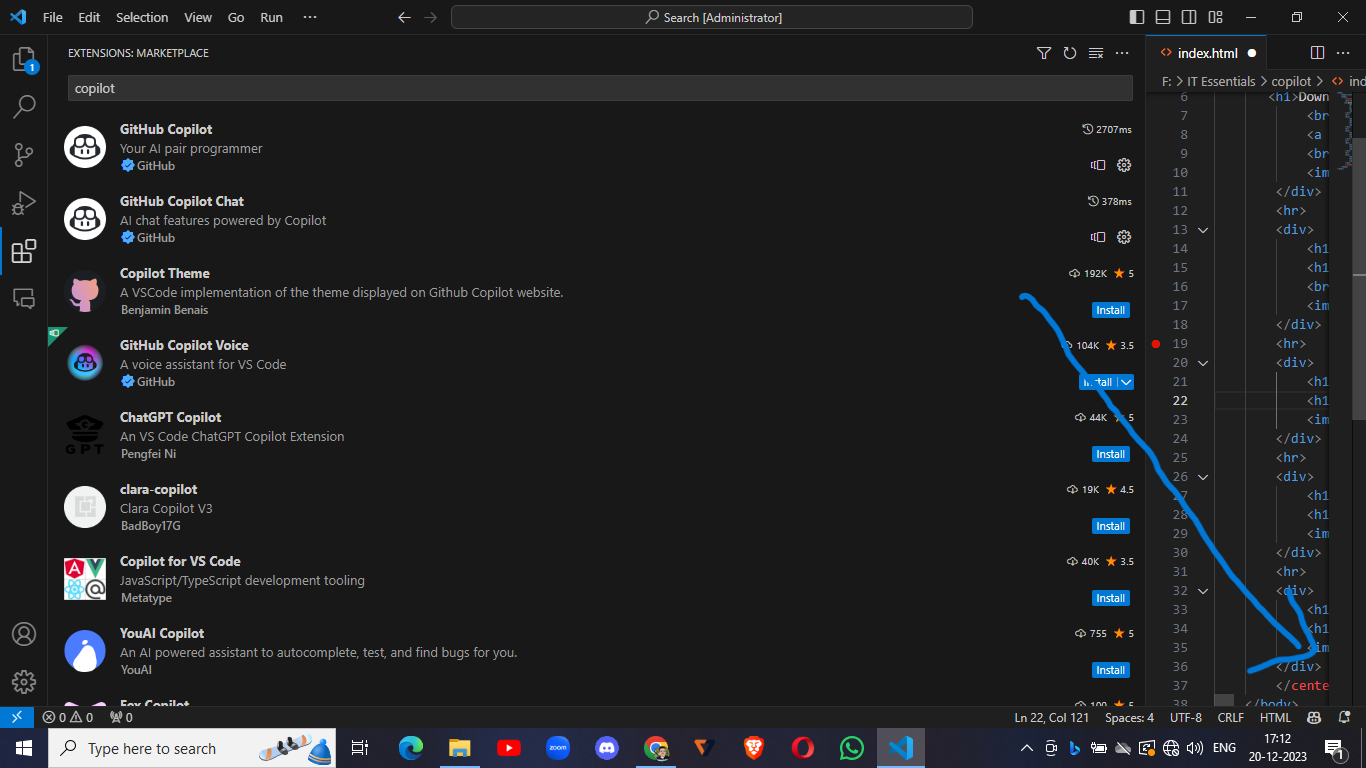 File Edit Selection View Go Run ···
Search [Administrator]
EXTENSIONS: MARKETPLACE
copilot
GitHub Copilot
2707ms
Your AI pair programmer
GitHub
GitHub Copilot Chat
378ms
AI chat features powered by Copilot
GitHub
Copilot Theme
192K ★ 5
A VSCode implementation of the theme displayed on Github Copilot website.
Benjamin Benais
Install
GitHub Copilot Voice
104K ★ 3.5
A voice assistant for VS Code
GitHub
Install
ChatGPT Copilot
44K ★ 5
An VS Code ChatGPT Copilot Extension
GPT
Pengfei Ni
Install
clara-copilot
19K ★ 4.5
Clara Copilot V3
BadBoy17G
Install
Copilot for VS Code
40K ★ 3.5
JavaScript/TypeScript development tooling
Metatype
Install
YouAI Copilot
755 ★ 5
An AI powered assistant to autocomplete, test, and find bugs for you.
YouAI
Install
Fox Copilot
index.html
F: > IT Essentials > copilot > <> ind
6 <h1>Down
7 <br
8 <a
9 <br
10 <im
11 </div>
12 <hr>
13 <div>
14 <h1
15 <h1
16 <br
17 <im
18 </div>
19 <hr>
20 <div>
21 <h1
22 <h1
23 <im
24 </div>
25 <hr>
26 <div>
27 <h1
28 <h1
29 <im
30 </div>
31 <hr>
32 <div>
33 <h1
34 <h1
35 <im
36 </div>
37 </cente
38 </body>
1
0 0 0
Ln 22, Col 121 Spaces: 4 UTF-8 CRLF HTML
Type here to search
zoom
ENG
17:12
20-12-2023
1